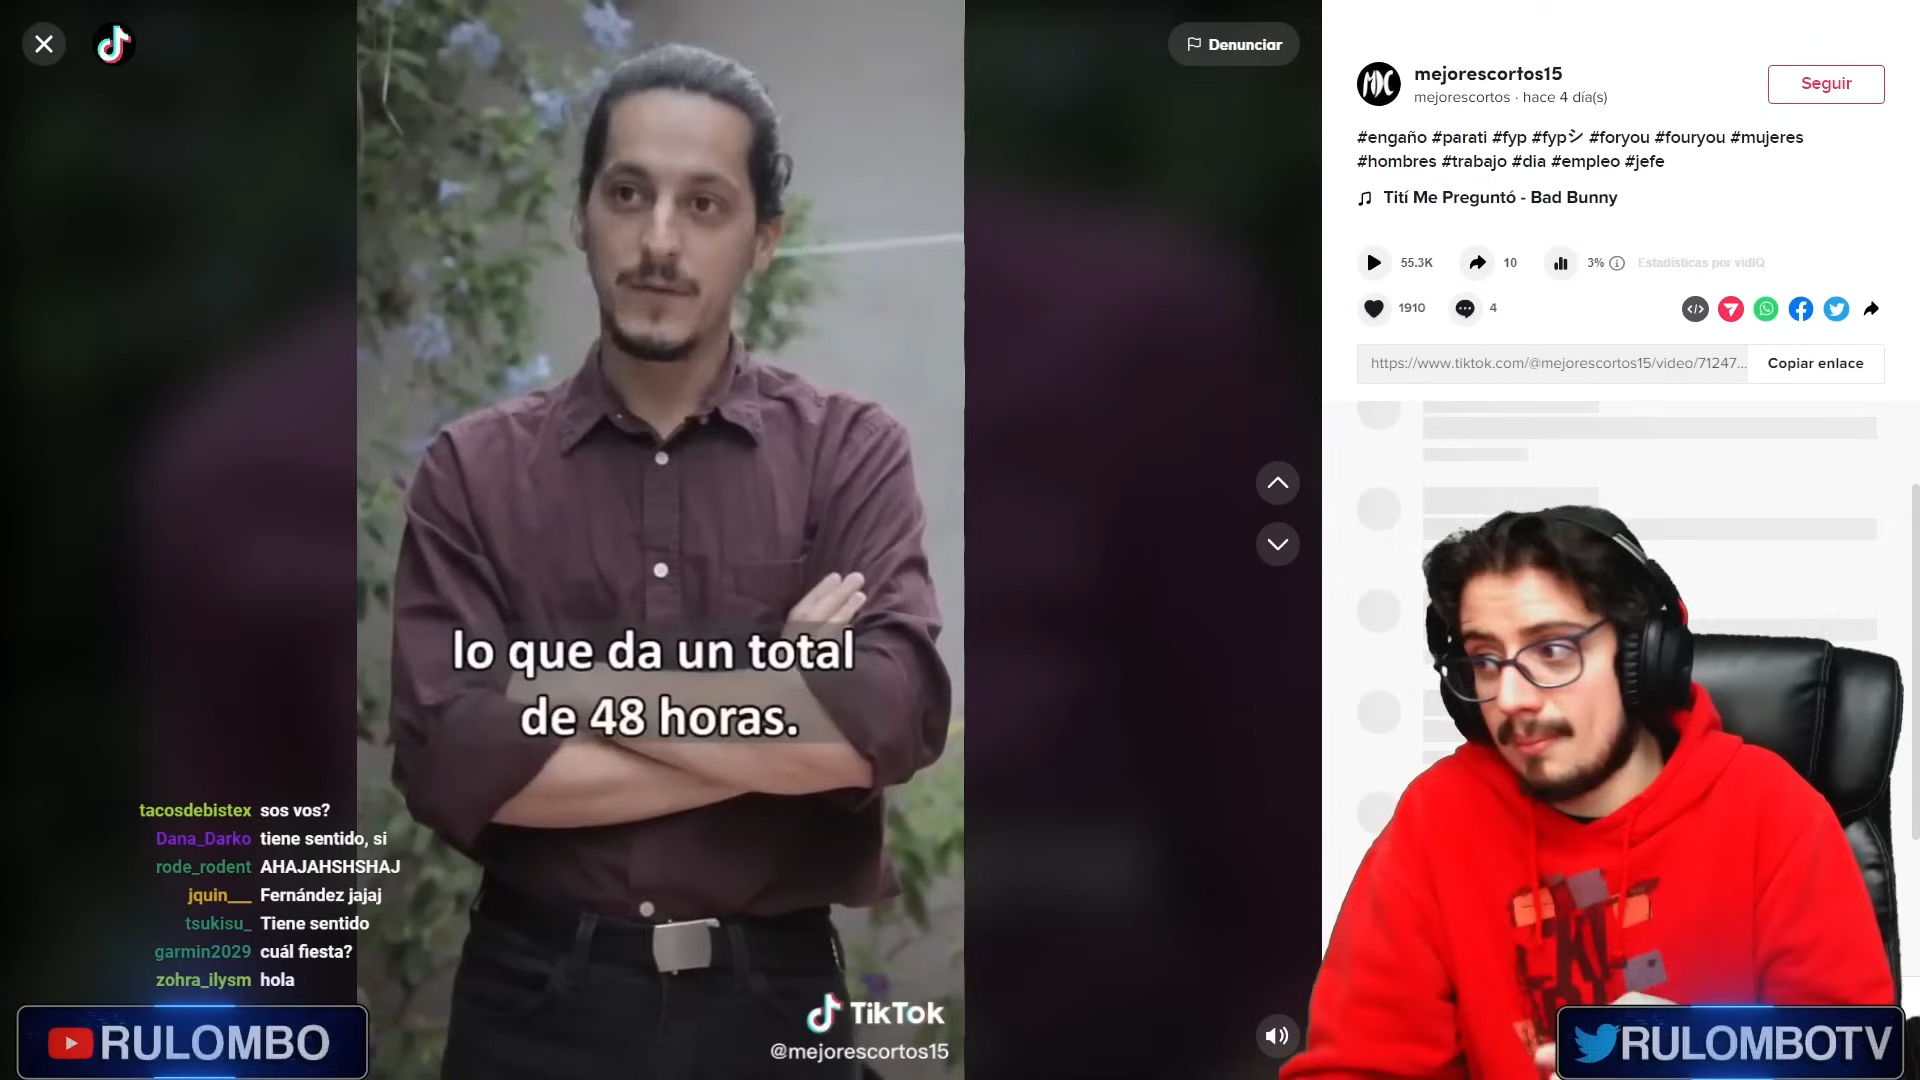 Denunciar
mejorescortos15
mejorescortos · hace 4 día(s)
Seguir
#engaño #parati #fyp #fypシ #foryou #fouryou #mujeres
#hombres #trabajo #dia #empleo #jefe
Tití Me Preguntó - Bad Bunny
55.3K
10
3%
Estadísticas por vidIQ
1910
4
https://www.tiktok.com/@mejorescortos15/video/71247...
Copiar enlace
lo que da un total
de 48 horas.
tacosdebistex sos vos?
Dana_Darko tiene sentido, si
rode_rodent AHAJAHSHSHAJ
jquin___ Fernández jajaj
tsukisu_ Tiene sentido
garmin2029 cuál fiesta?
zohra_ilysm hola
TikTok
@mejorescortos15
RULOMBO
RULOMBOTV